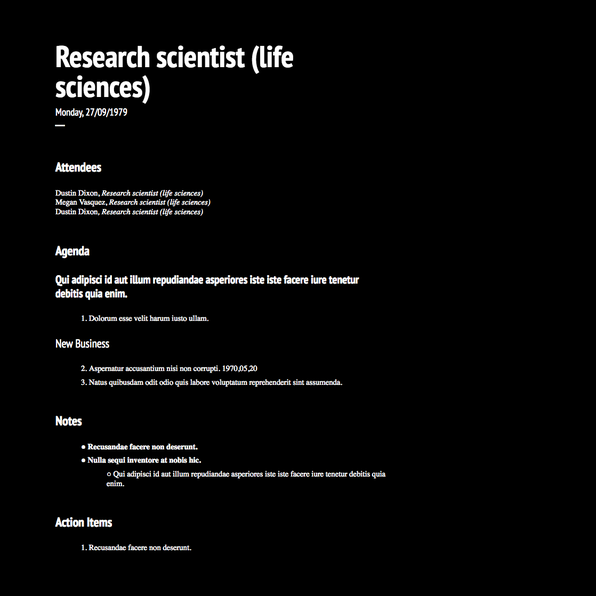 Research scientist (life
sciences)
Monday, 27/09/1979
Attendees
Dustin Dixon, Research scientist (life sciences)
Megan Vasquez, Research scientist (life sciences)
Dustin Dixon, Research scientist (life sciences)
Agenda
Qui adipisci id aut illum repudiandae asperiores iste iste facere iure tenetur
debitis quia enim.
1. Dolorum esse velit harum iusto ullam.
New Business
2. Aspernatur accusantium nisi non corrupti. 1970,05,20
3. Natus quibusdam odit odio quis labore voluptatum reprehenderit sint assumenda.
Notes
● Recusandae facere non deserunt.
● Nulla sequi inventore at nobis hic.
○ Qui adipisci id aut illum repudiandae asperiores iste iste facere iure tenetur debitis quia
enim.
Action Items
1. Recusandae facere non deserunt.